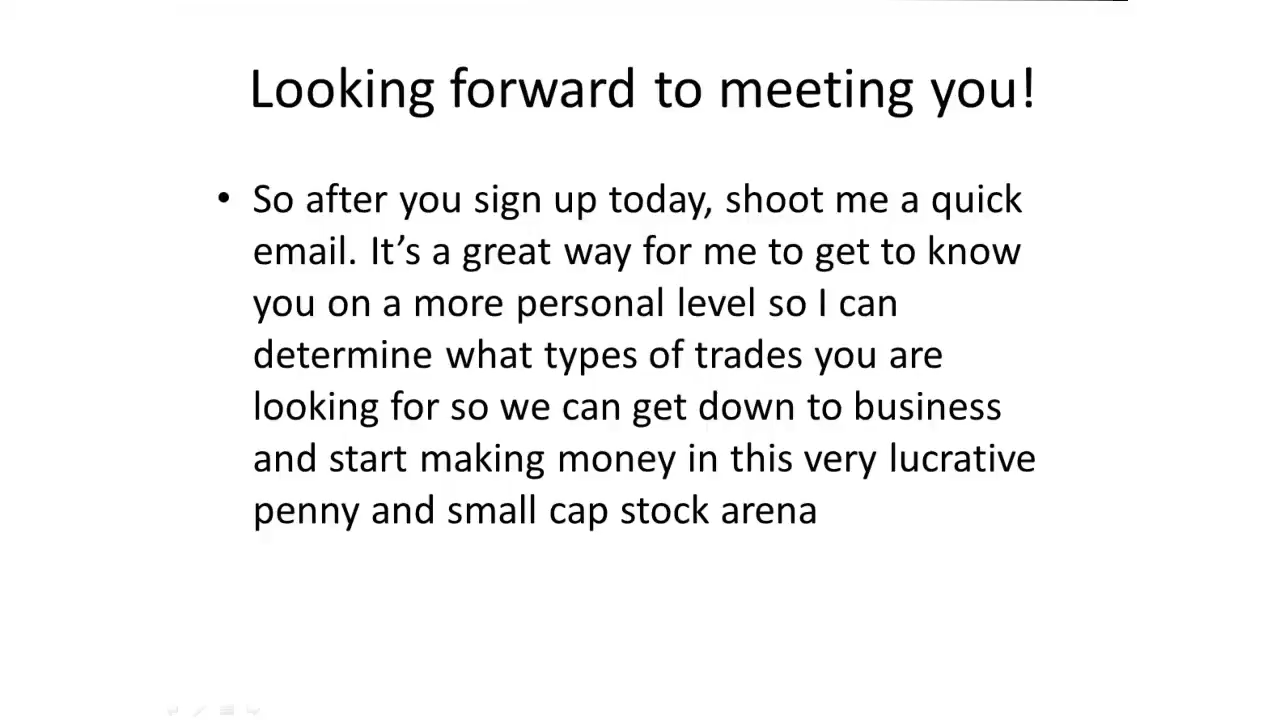 Looking forward to meeting you!
• So after you sign up today, shoot me a quick
email. It’s a great way for me to get to know
you on a more personal level so I can
determine what types of trades you are
looking for so we can get down to business
and start making money in this very lucrative
penny and small cap stock arena